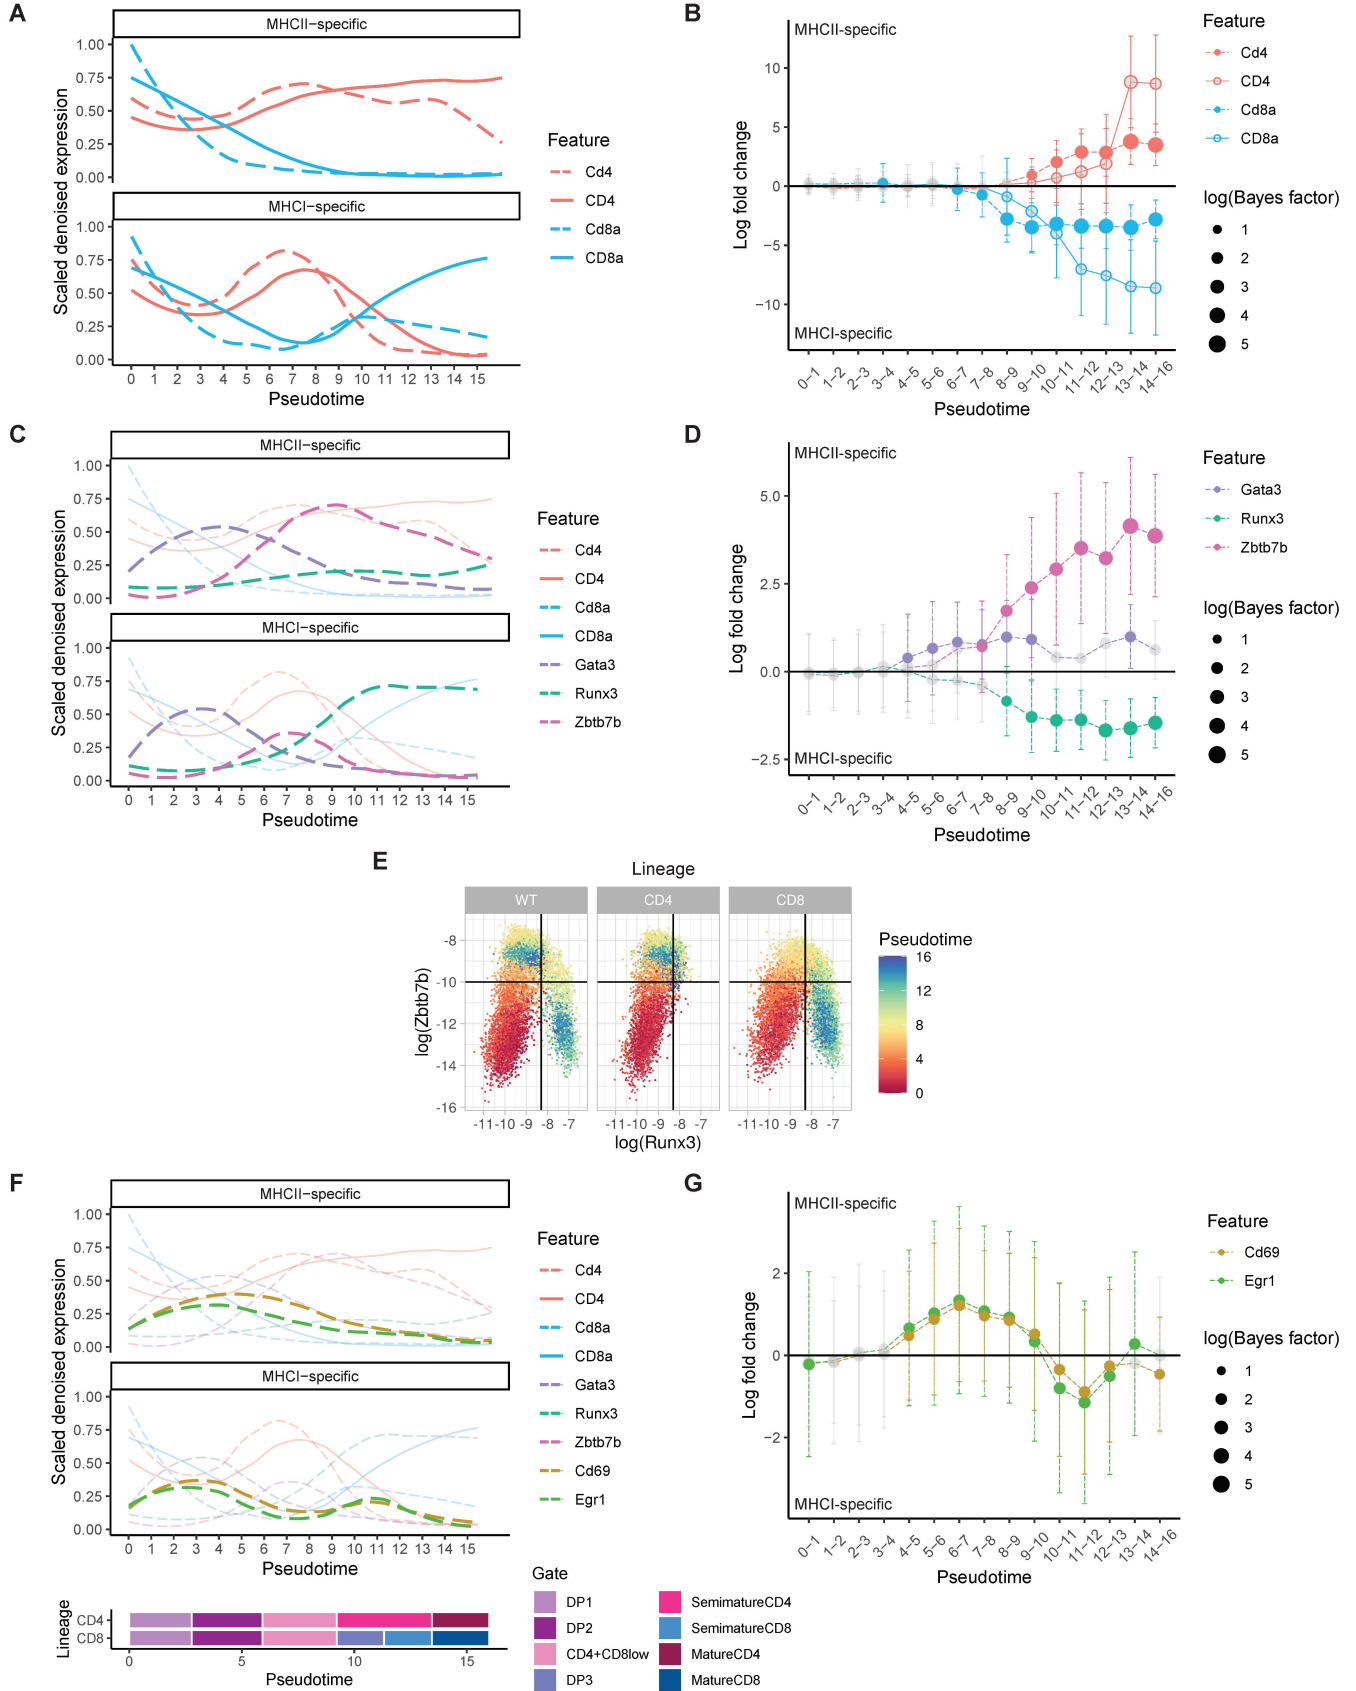 A
MHCII−specific
1.00
0.75
0.50
0.25
0.00
MHCI−specific
1.00
0.75
0.50
0.25
0.00
Scaled denoised expression
0 1 2 3 4 5 6 7 8 9 10 11 12 13 14 15
Pseudotime
Feature
Cd4
CD4
Cd8a
CD8a
B
MHCII-specific
10
5
0
−5
−10
Log fold change
MHCI-specific
0−1 1−2 2−3 3−4 4−5 5−6 6−7 7−8 8−9 9−10 10−11 11−12 12−13 13−14 14−16
Pseudotime
Feature
Cd4
CD4
Cd8a
CD8a
log(Bayes factor)
1
2
3
4
5
C
MHCII−specific
1.00
0.75
0.50
0.25
0.00
MHCI−specific
1.00
0.75
0.50
0.25
0.00
Scaled denoised expression
0 1 2 3 4 5 6 7 8 9 10 11 12 13 14 15
Pseudotime
Feature
Cd4
CD4
Cd8a
CD8a
Gata3
Runx3
Zbtb7b
D
MHCII-specific
5.0
2.5
0.0
−2.5
Log fold change
MHCI-specific
0−1 1−2 2−3 3−4 4−5 5−6 6−7 7−8 8−9 9−10 10−11 11−12 12−13 13−14 14−16
Pseudotime
Feature
Gata3
Runx3
Zbtb7b
log(Bayes factor)
1
2
3
4
5
E
Lineage
WT CD4 CD8
-8
-10
-12
-14
-16
log(Zbtb7b)
-11 -10 -9 -8 -7 -11 -10 -9 -8 -7 -11 -10 -9 -8 -7
log(Runx3)
Pseudotime
16
12
8
4
0
F
MHCII−specific
1.00
0.75
0.50
0.25
0.00
MHCI−specific
1.00
0.75
0.50
0.25
0.00
Scaled denoised expression
0 1 2 3 4 5 6 7 8 9 10 11 12 13 14 15
Pseudotime
Feature
Cd4
CD4
Cd8a
CD8a
Gata3
Runx3
Zbtb7b
Cd69
Egr1
G
MHCII-specific
2
0
−2
Log fold change
MHCI-specific
0−1 1−2 2−3 3−4 4−5 5−6 6−7 7−8 8−9 9−10 10−11 11−12 12−13 13−14 14−16
Pseudotime
Feature
Cd69
Egr1
log(Bayes factor)
1
2
3
4
5
Lineage
CD4
CD8
0 5 10 15
Pseudotime
Gate
DP1
DP2
CD4+CD8low
DP3
SemimatureCD4
SemimatureCD8
MatureCD4
MatureCD8